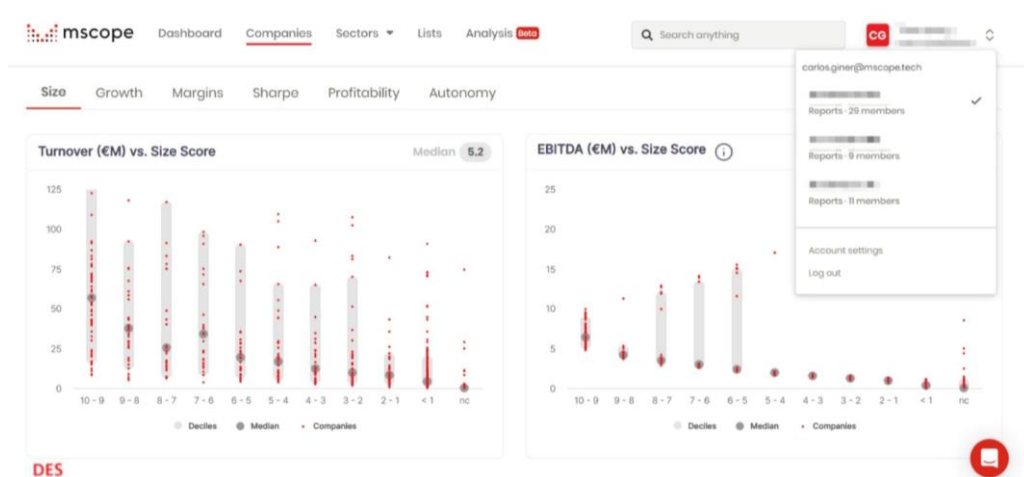 mscope Dashboard Companies Sectors Lists Analysis Beta Search anything CG
carlos.giner@mscope.tech
Reports · 29 members
Reports · 9 members
Reports · 11 members
Account settings
Log out
Size Growth Margins Sharpe Profitability Autonomy
Turnover (€M) vs. Size Score Median 5.2
125
100
75
50
25
0
10 - 9 9 - 8 8 - 7 7 - 6 6 - 5 5 - 4 4 - 3 3 - 2 2 - 1 < 1 nc
Deciles Median Companies
EBITDA (€M) vs. Size Score i
25
20
15
10
5
0
10 - 9 9 - 8 8 - 7 7 - 6 6 - 5 5 - 4 4 - 3 3 - 2 2 - 1 < 1 nc
Deciles Median Companies
DES